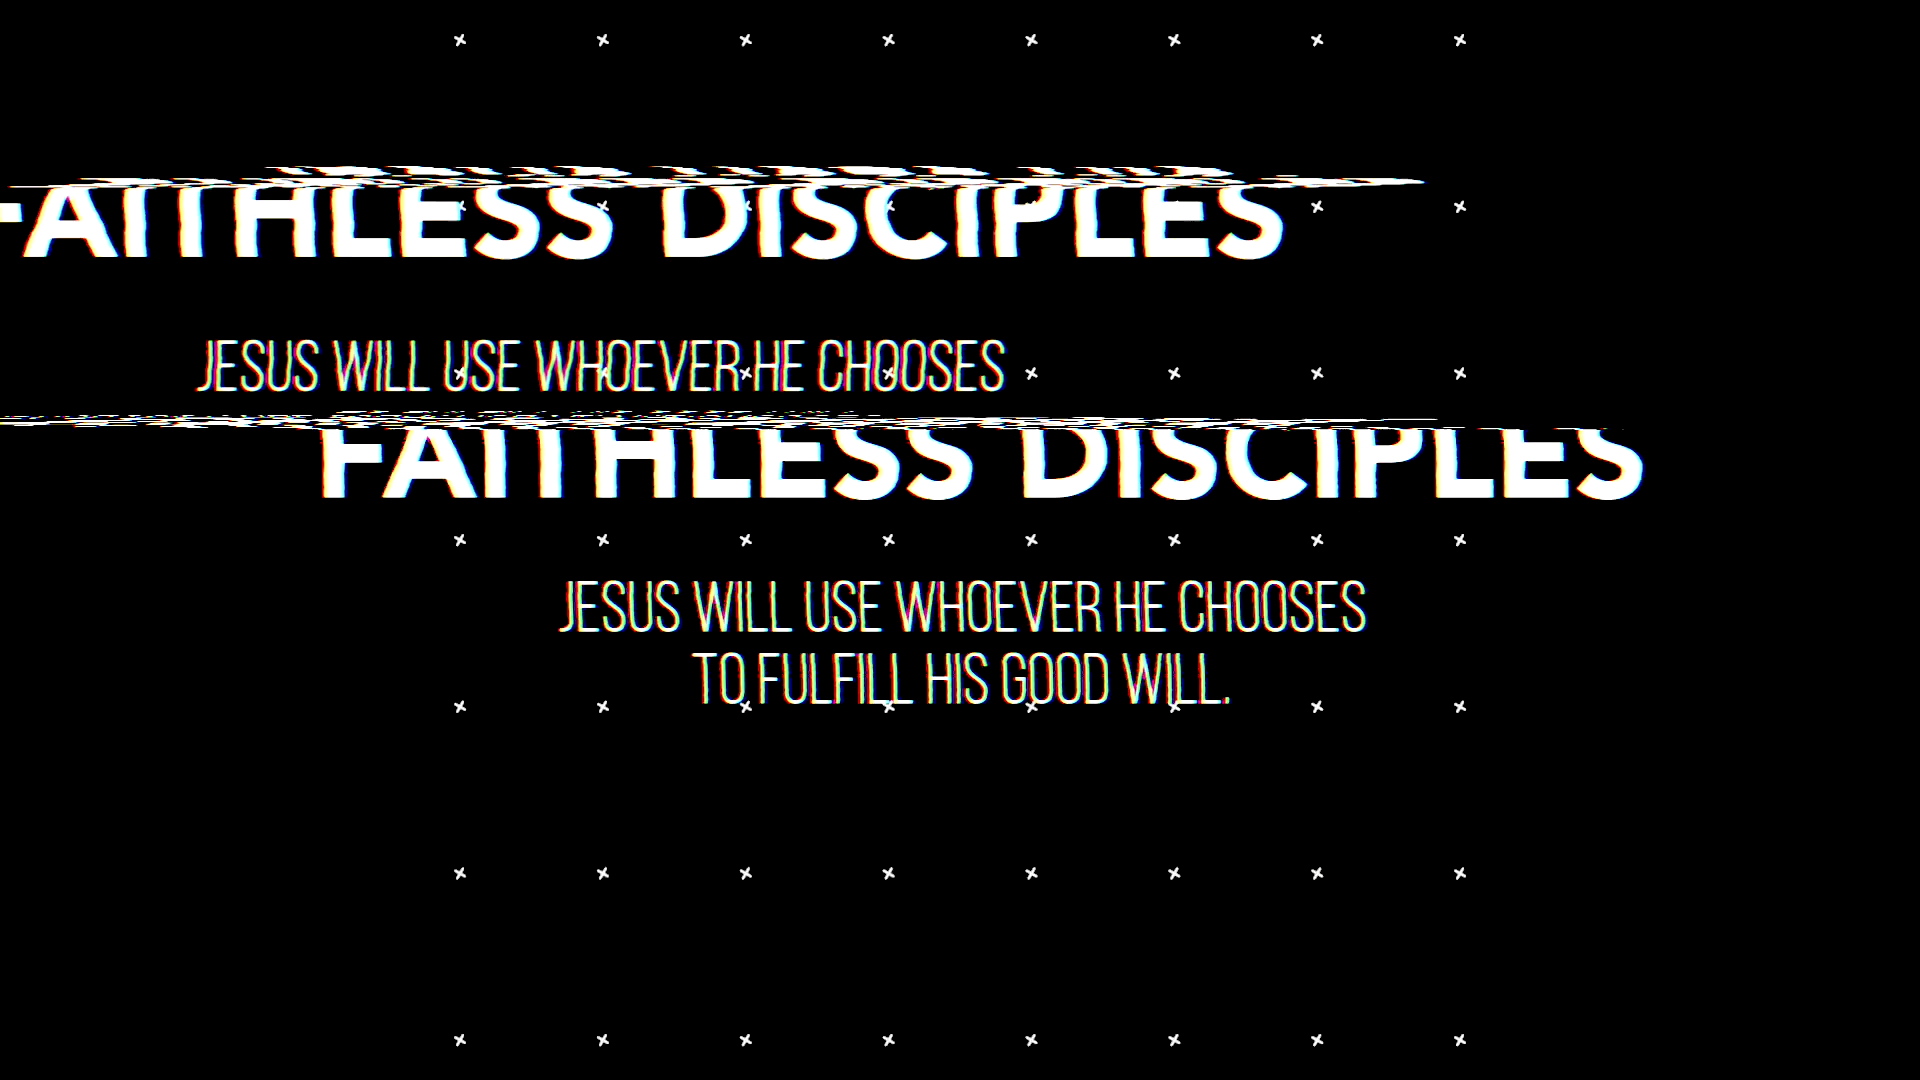 FAITHLESS DISCIPLES
JESUS WILL USE WHOEVER HE CHOOSES
FAITHLESS DISCIPLES
JESUS WILL USE WHOEVER HE CHOOSES
TO FULFILL HIS GOOD WILL.